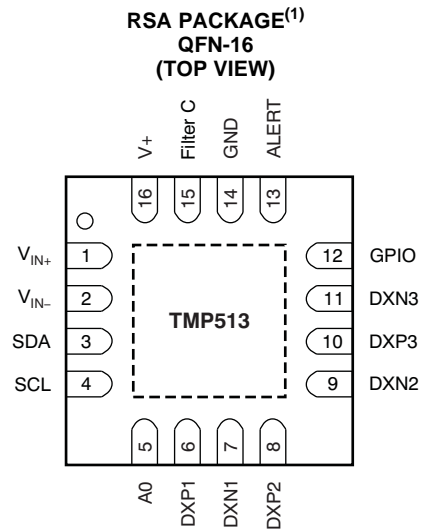 RSA PACKAGE(1)
QFN-16
(TOP VIEW)
V+
Filter C
GND
ALERT
16
15
14
13
VIN+ 1
12 GPIO
VIN– 2
11 DXN3
TMP513
SDA 3
10 DXP3
SCL 4
9 DXN2
5
6
7
8
A0
DXP1
DXN1
DXP2